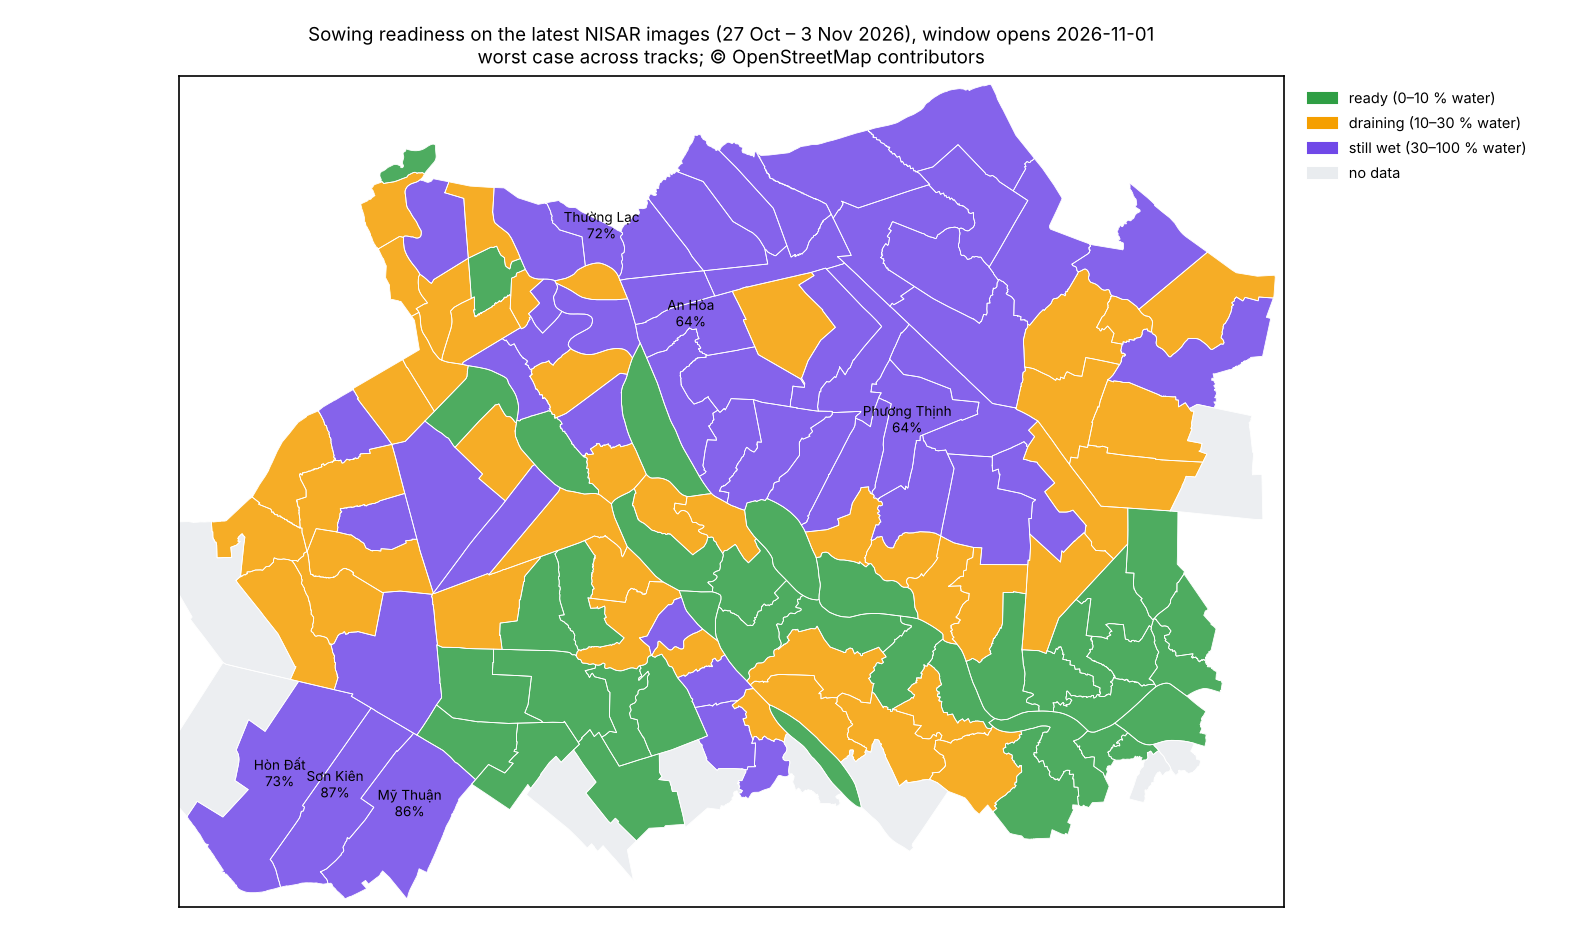 Sowing readiness on the latest NISAR images (27 Oct – 3 Nov 2026), window opens 2026-11-01
worst case across tracks; © OpenStreetMap contributors
ready (0–10 % water)
draining (10–30 % water)
still wet (30–100 % water)
no data
Thường Lạc
72%
An Hòa
64%
Phương Thịnh
64%
Hòn Đất
73%
Sơn Kiên
87%
Mỹ Thuận
86%